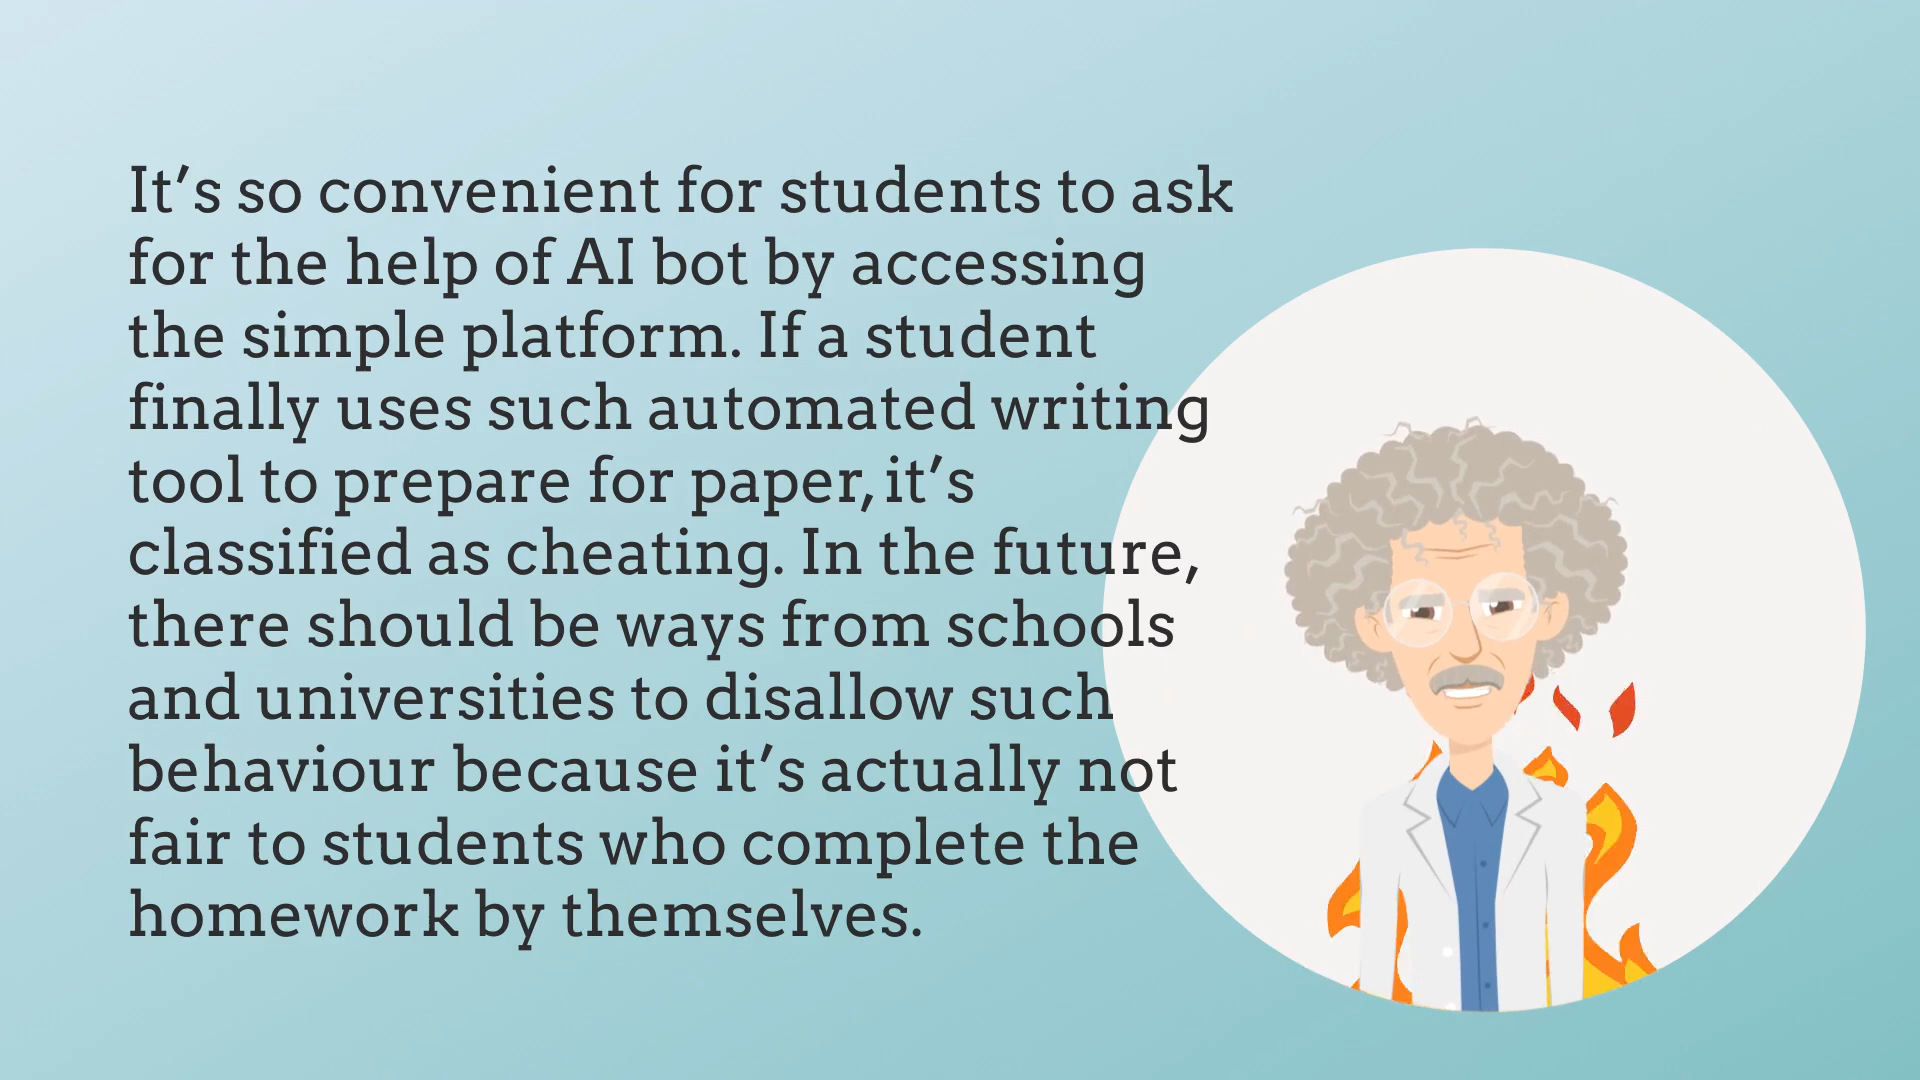 It’s so convenient for students to ask
for the help of AI bot by accessing
the simple platform. If a student
finally uses such automated writing
tool to prepare for paper, it’s
classified as cheating. In the future,
there should be ways from schools
and universities to disallow such
behaviour because it’s actually not
fair to students who complete the
homework by themselves.